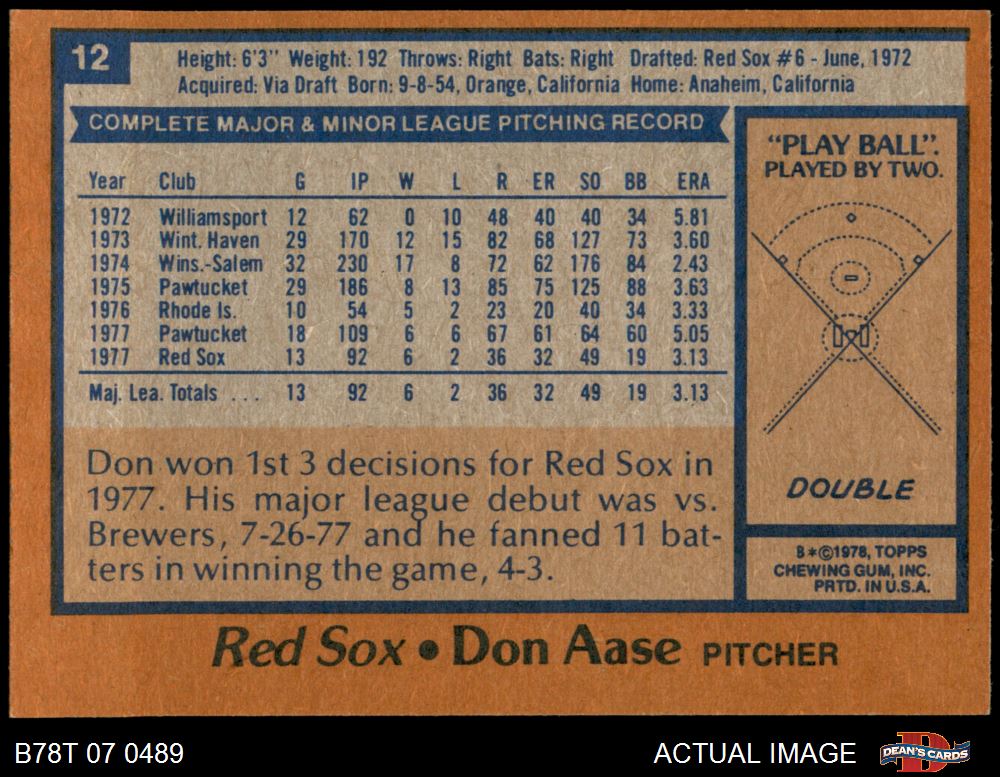 12
Height: 6'3'' Weight: 192 Throws: Right Bats: Right Drafted: Red Sox #6 - June, 1972
Acquired: Via Draft Born: 9-8-54, Orange, California Home: Anaheim, California
COMPLETE MAJOR & MINOR LEAGUE PITCHING RECORD
Year Club G IP W L R ER SO BB ERA
1972 Williamsport 12 62 0 10 48 40 40 34 5.81
1973 Wint. Haven 29 170 12 15 82 68 127 73 3.60
1974 Wins.-Salem 32 230 17 8 72 62 176 84 2.43
1975 Pawtucket 29 186 8 13 85 75 125 88 3.63
1976 Rhode Is. 10 54 5 2 23 20 40 34 3.33
1977 Pawtucket 18 109 6 6 67 61 64 60 5.05
1977 Red Sox 13 92 6 2 36 32 49 19 3.13
Maj. Lea. Totals . . . 13 92 6 2 36 32 49 19 3.13
Don won 1st 3 decisions for Red Sox in
1977. His major league debut was vs.
Brewers, 7-26-77 and he fanned 11 bat-
ters in winning the game, 4-3.
"PLAY BALL".
PLAYED BY TWO.
DOUBLE
B*©1978, TOPPS
CHEWING GUM, INC.
PRTD. IN U.S.A.
Red Sox • Don Aase PITCHER
B78T 07 0489
ACTUAL IMAGE
DEAN'S CARDS